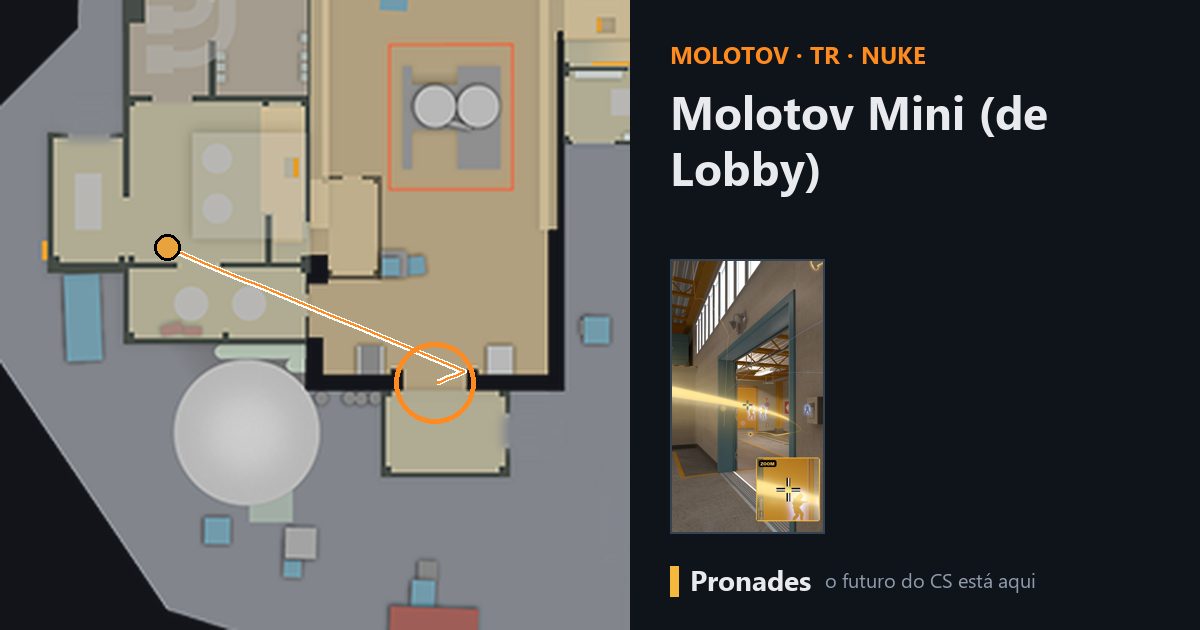 MOLOTOV · TR · NUKE
Molotov Mini (de
Lobby)
ZOOM
Pronades o futuro do CS está aqui